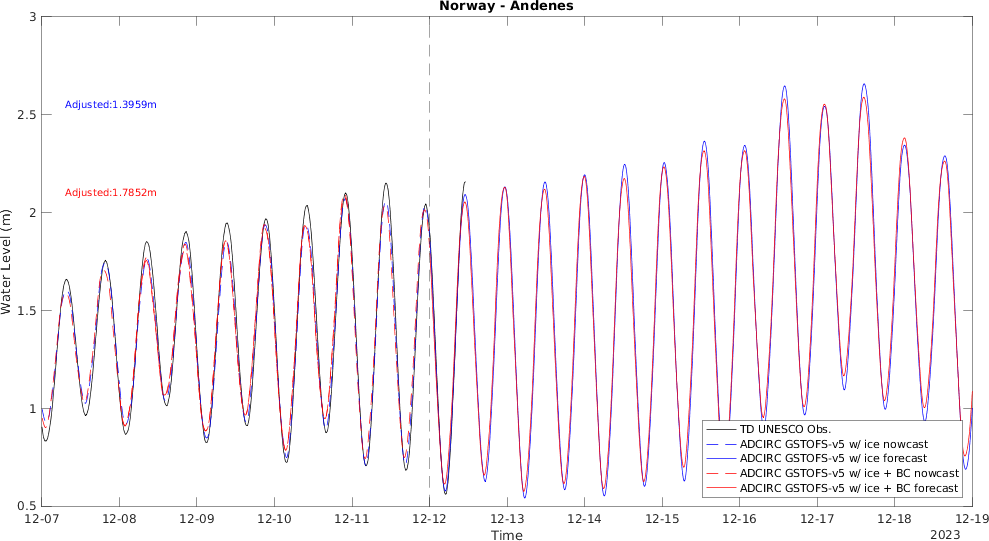 Norway - Andenes
3
2.5
2
1.5
1
0.5
Water Level (m)
Adjusted:1.3959m
Adjusted:1.7852m
TD UNESCO Obs.
ADCIRC GSTOFS-v5 w/ ice nowcast
ADCIRC GSTOFS-v5 w/ ice forecast
ADCIRC GSTOFS-v5 w/ ice + BC nowcast
ADCIRC GSTOFS-v5 w/ ice + BC forecast
12-07 12-08 12-09 12-10 12-11 12-12 12-13 12-14 12-15 12-16 12-17 12-18 12-19
Time
2023